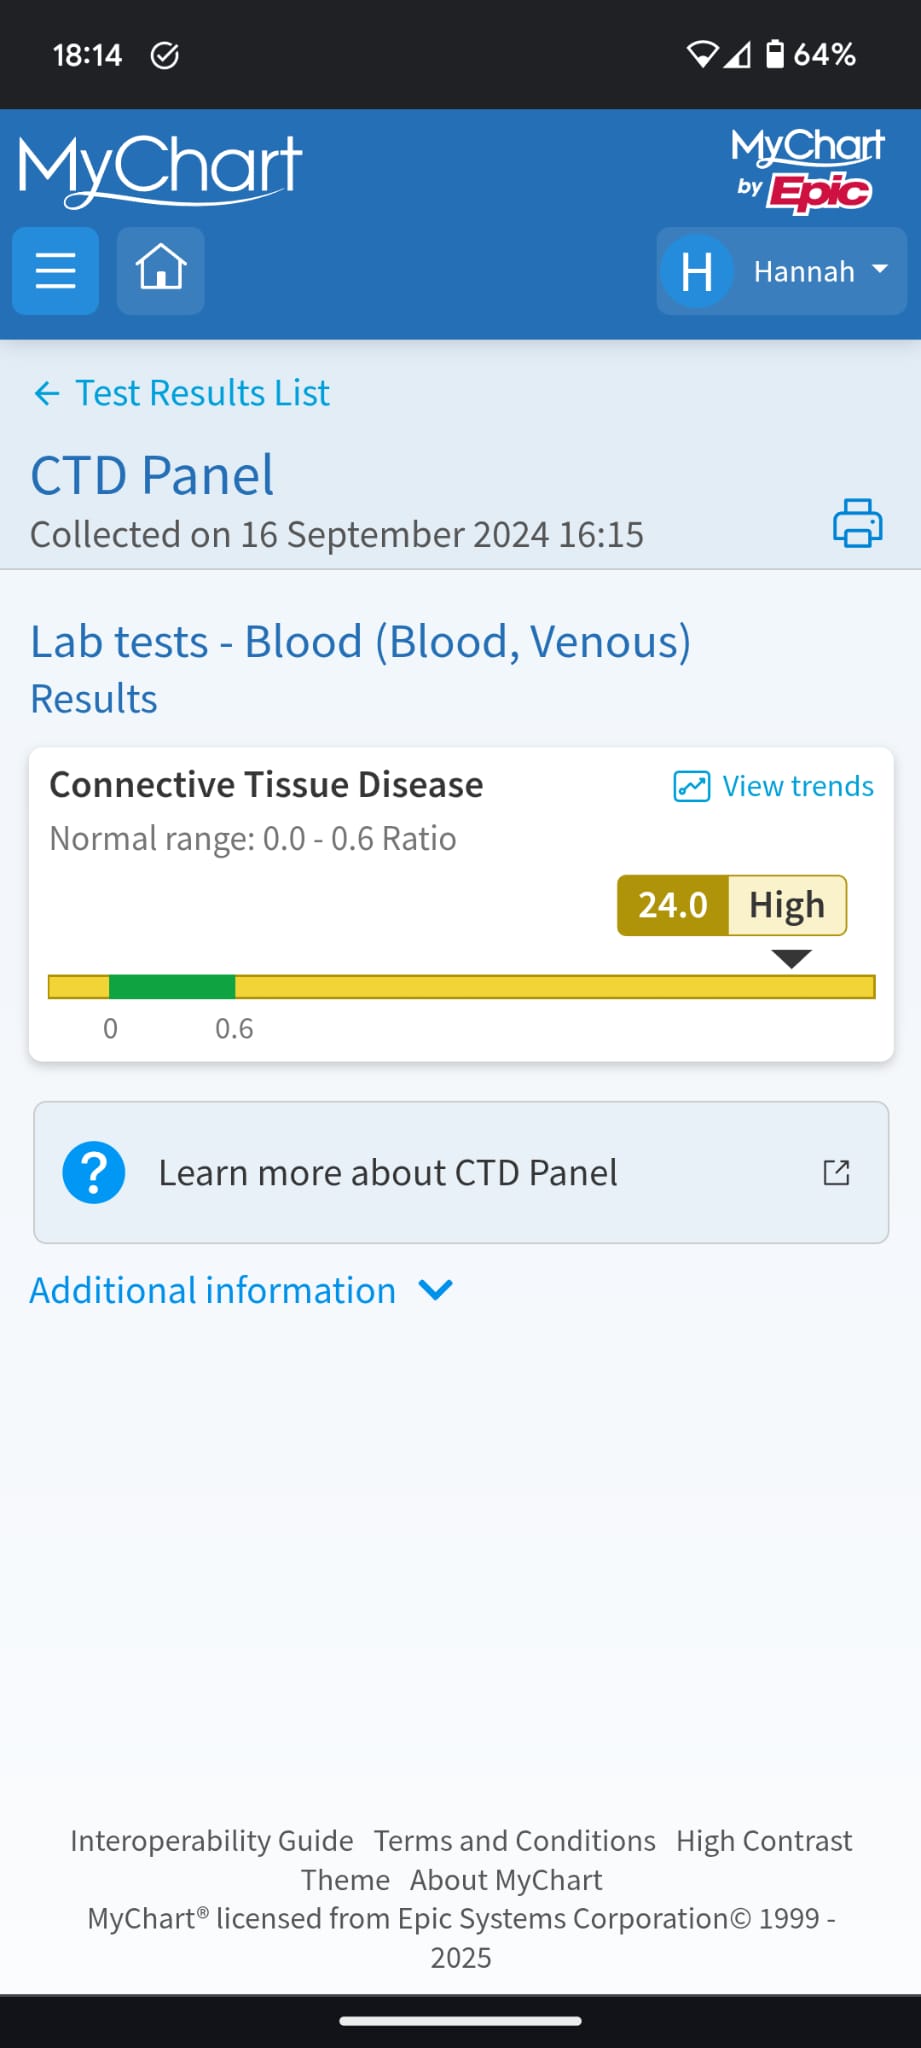 18:14
64%
MyChart
MyChart
by Epic
H Hannah
← Test Results List
CTD Panel
Collected on 16 September 2024 16:15
Lab tests - Blood (Blood, Venous)
Results
Connective Tissue Disease
View trends
Normal range: 0.0 - 0.6 Ratio
24.0 High
0 0.6
? Learn more about CTD Panel
Additional information
Interoperability Guide Terms and Conditions High Contrast
Theme About MyChart
MyChart® licensed from Epic Systems Corporation© 1999 -
2025